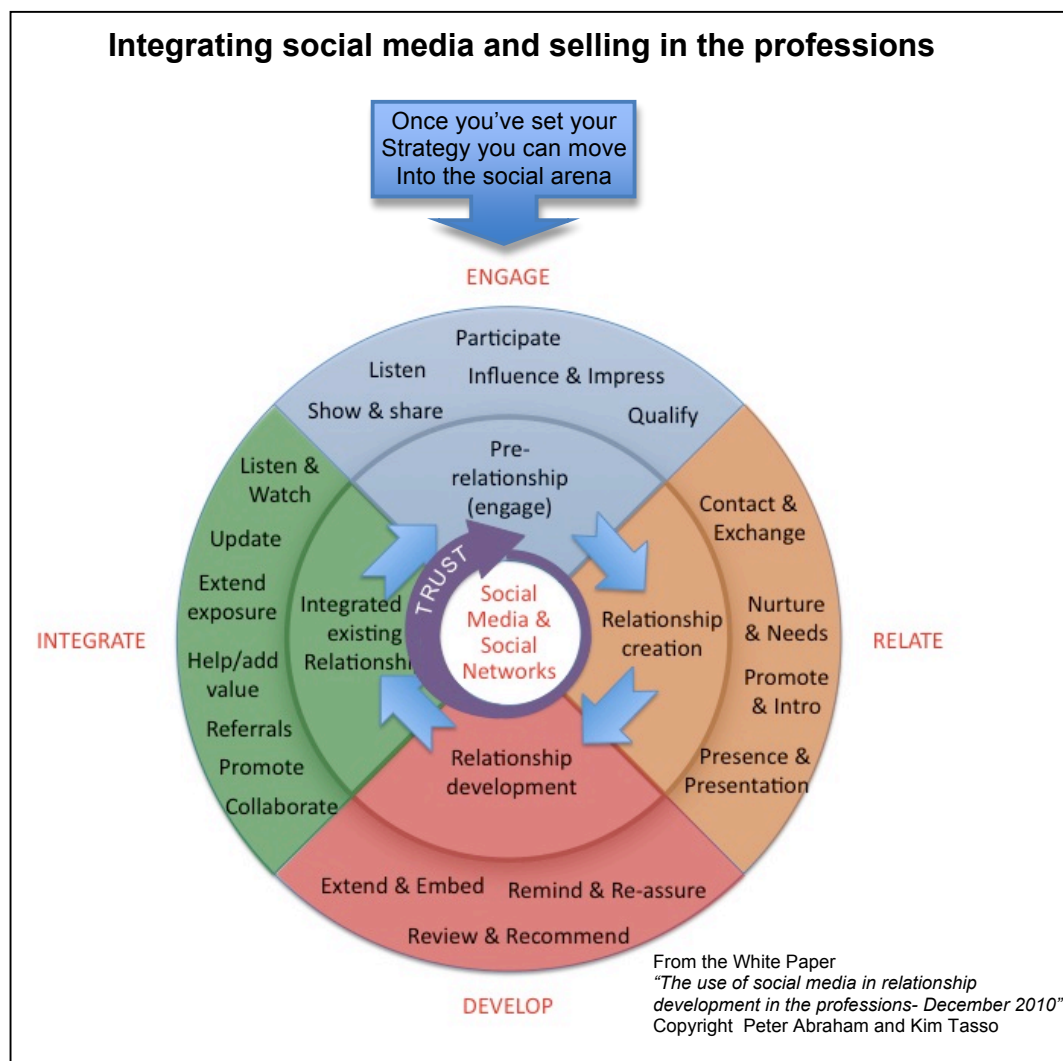 Integrating social media and selling in the professions
Once you've set your
Strategy you can move
Into the social arena
ENGAGE
Participate
Listen
Influence & Impress
Show & share
Qualify
Pre-
relationship
(engage)
Listen &
Watch
Update
Extend
exposure
Help/add
value
Referrals
Promote
Collaborate
INTEGRATE
Integrated
existing
Relationship
TRUST
Social
Media &
Social
Networks
Relationship
creation
Contact &
Exchange
Nurture
& Needs
Promote
& Intro
Presence &
Presentation
RELATE
Relationship
development
Extend & Embed
Remind & Re-assure
Review & Recommend
DEVELOP
From the White Paper
“The use of social media in relationship
development in the professions- December 2010”
Copyright Peter Abraham and Kim Tasso